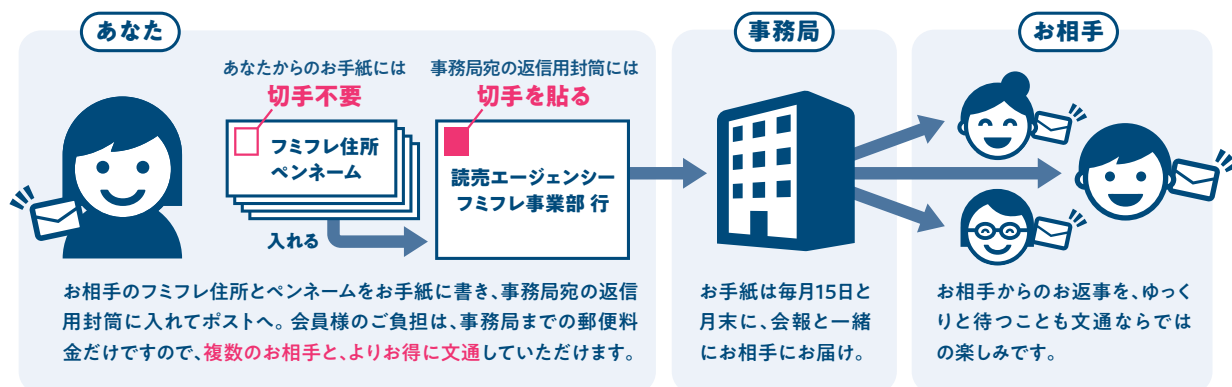 あなた
あなたからのお手紙には
切手不要
フミフレ住所
ペンネーム
入れる
事務局宛の返信用封筒には
切手を貼る
読売エージェンシー
フミフレ事業部 行
お相手のフミフレ住所とペンネームをお手紙に書き、事務局宛の返信
用封筒に入れてポストへ。会員様のご負担は、事務局までの郵便料
金だけですので、複数のお相手と、よりお得に文通していただけます。
事務局
お手紙は毎月15日と
月末に、会報と一緒
にお相手にお届け。
お相手
お相手からのお返事を、ゆっく
りと待つことも文通ならでは
の楽しみです。